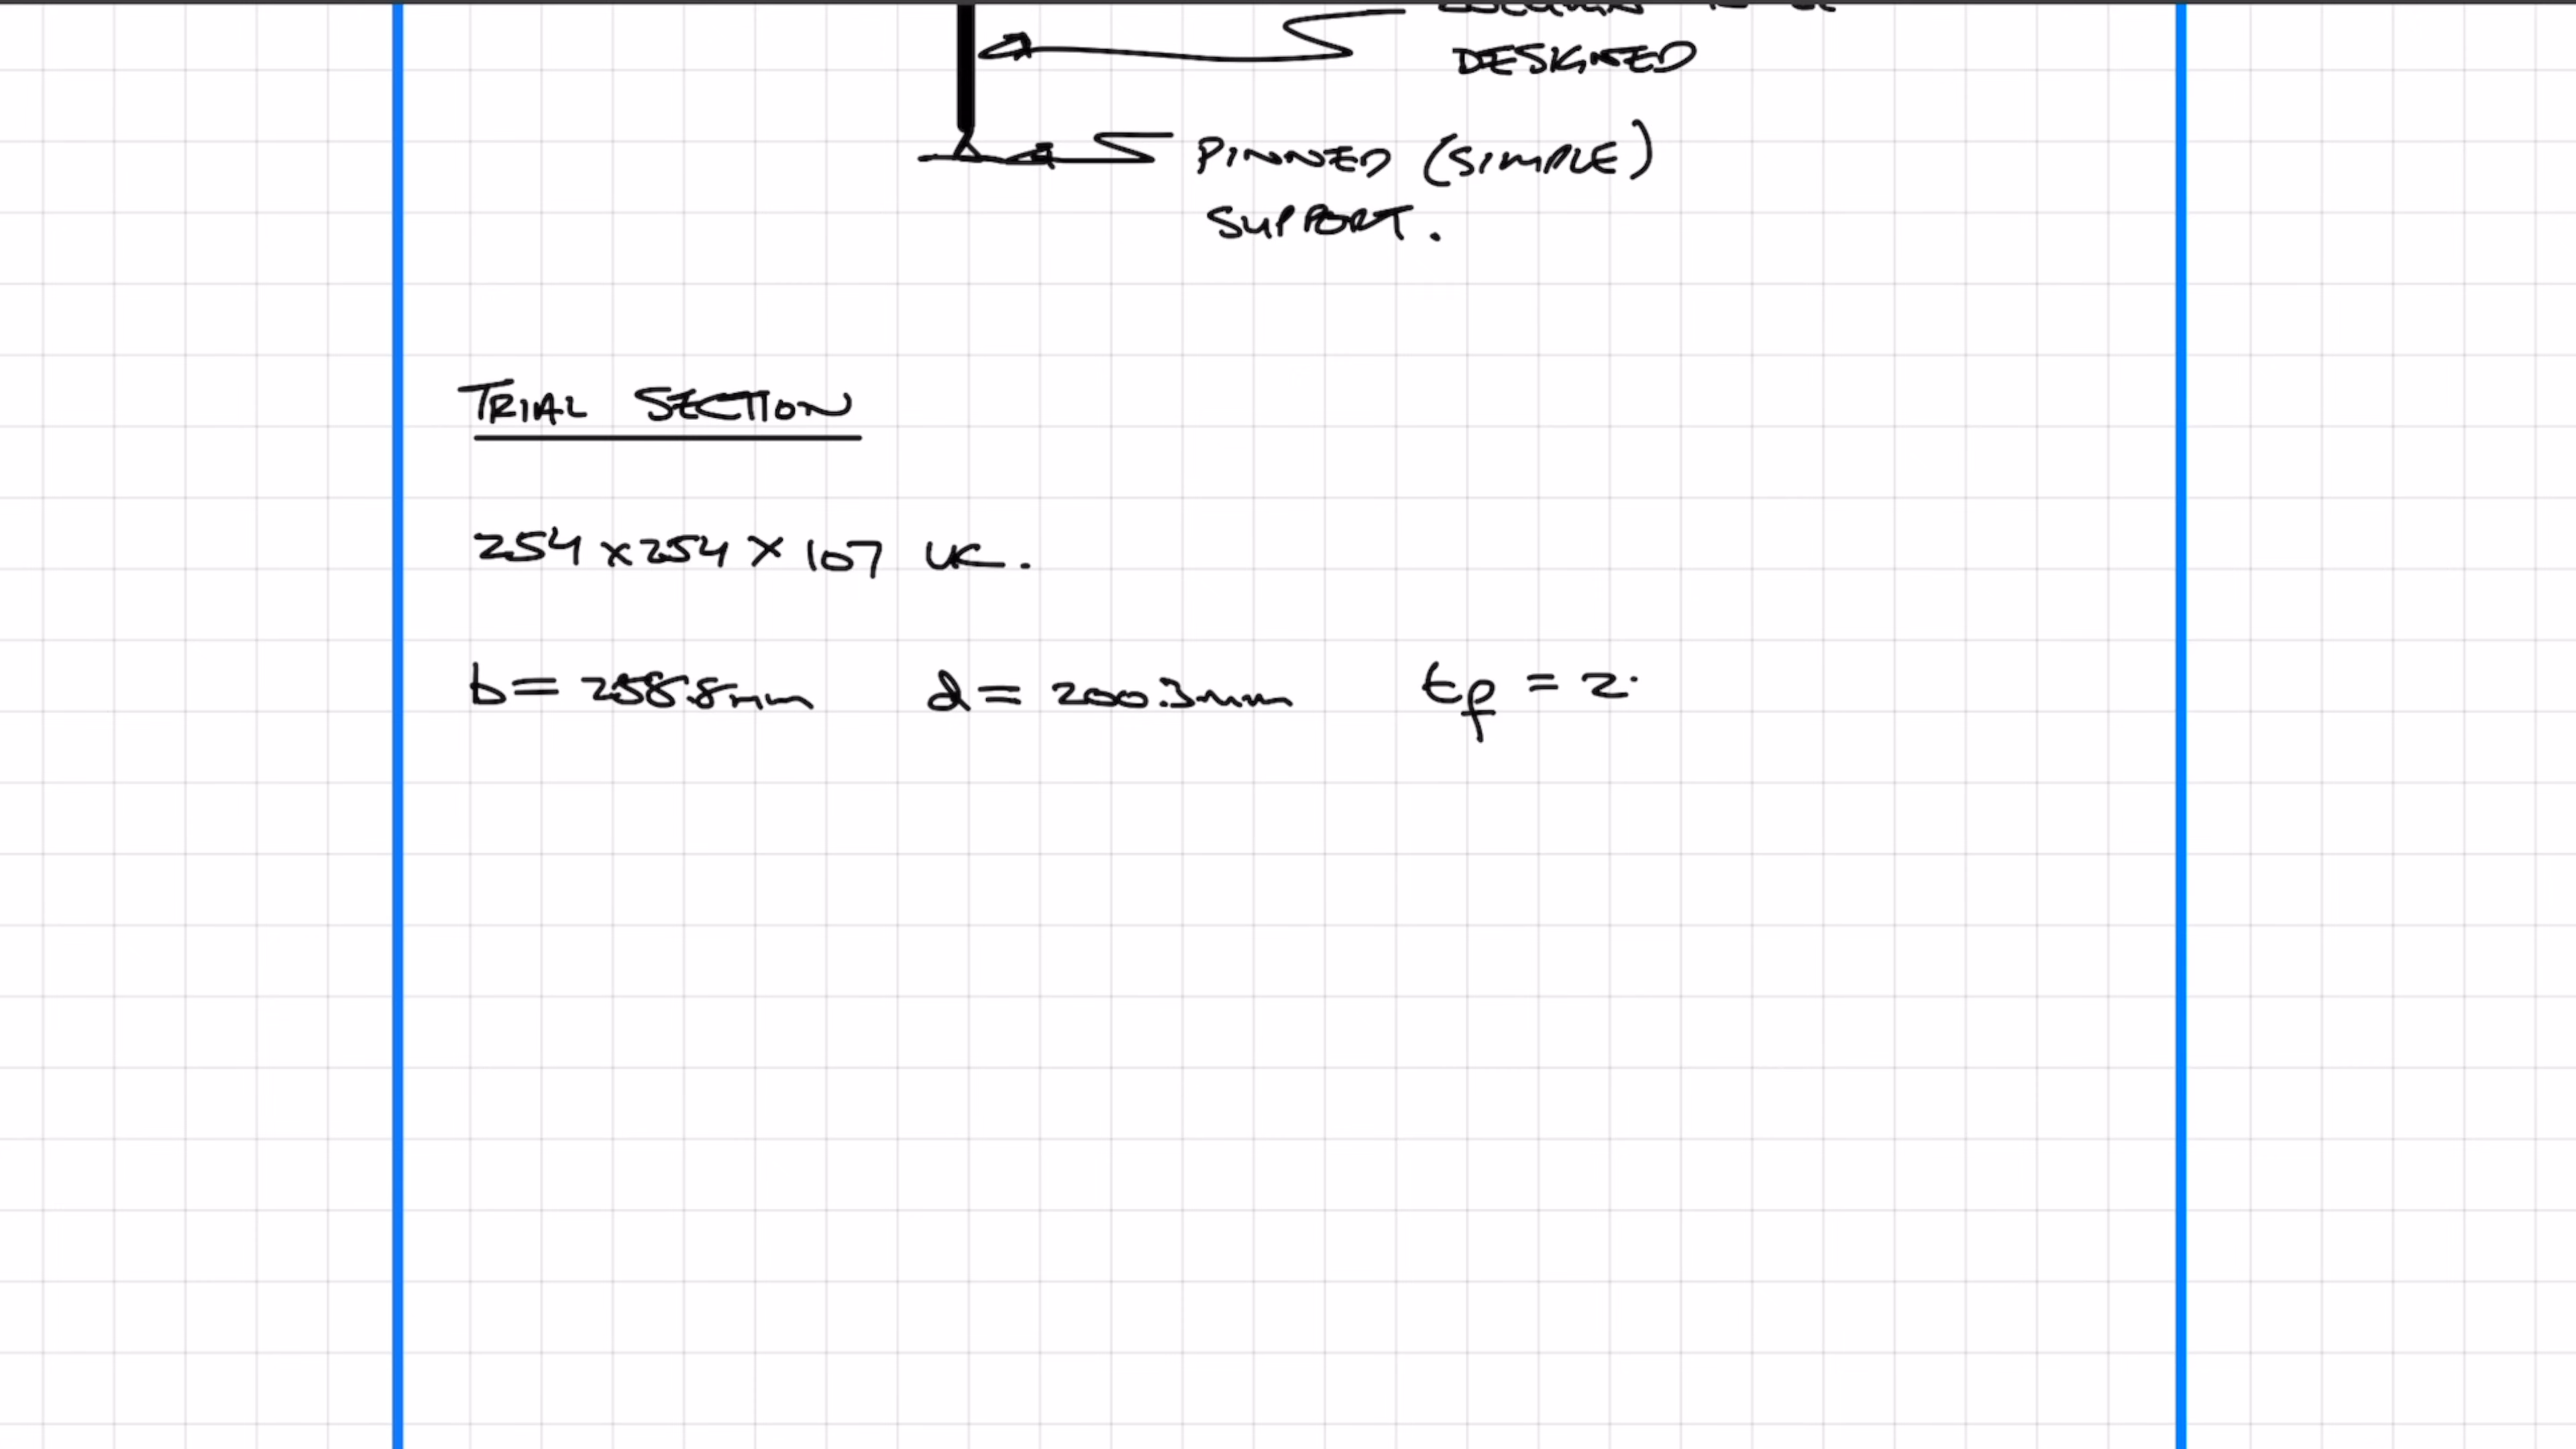 DESIGNED
PINNED (SIMPLE)
SUPPORT.
TRIAL SECTION
254 x 254 x 107 UC.
b = 258.8mm d = 200.3mm tf = 2.